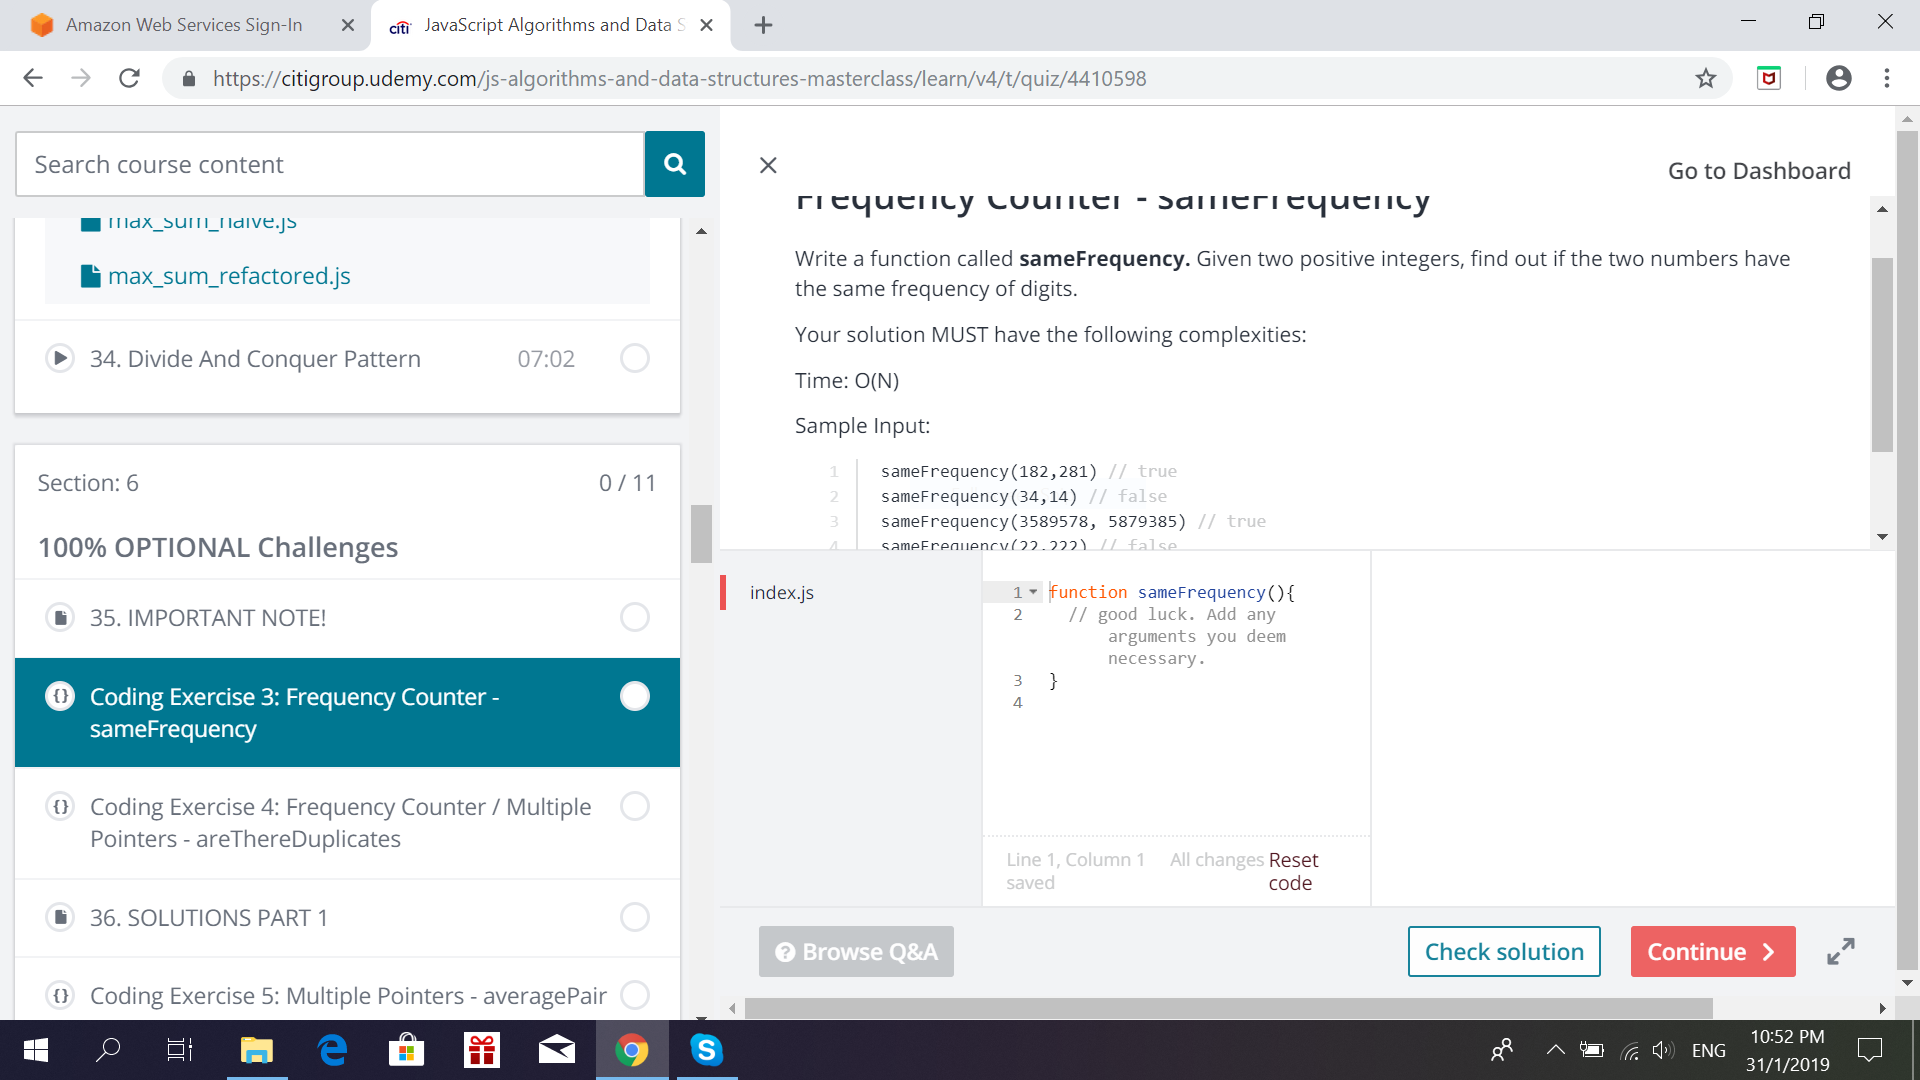 Amazon Web Services Sign-In
citi
JavaScript Algorithms and Data S
https://citigroup.udemy.com/js-algorithms-and-data-structures-masterclass/learn/v4/t/quiz/4410598
Search course content
max_sum_naive.js
max_sum_refactored.js
34. Divide And Conquer Pattern
07:02
Section: 6
0 / 11
100% OPTIONAL Challenges
35. IMPORTANT NOTE!
{} Coding Exercise 3: Frequency Counter -
sameFrequency
{} Coding Exercise 4: Frequency Counter / Multiple
Pointers - areThereDuplicates
36. SOLUTIONS PART 1
{} Coding Exercise 5: Multiple Pointers - averagePair
Go to Dashboard
Frequency Counter - sameFrequency
Write a function called sameFrequency. Given two positive integers, find out if the two numbers have
the same frequency of digits.
Your solution MUST have the following complexities:
Time: O(N)
Sample Input:
1 sameFrequency(182,281) // true
2 sameFrequency(34,14) // false
3 sameFrequency(3589578, 5879385) // true
4 sameFrequency(22,222) // false
index.js
1 function sameFrequency(){
2 // good luck. Add any
arguments you deem
necessary.
3 }
4
Line 1, Column 1
All changes
saved
Reset
code
? Browse Q&A
Check solution
Continue
S
ENG
10:52 PM
31/1/2019